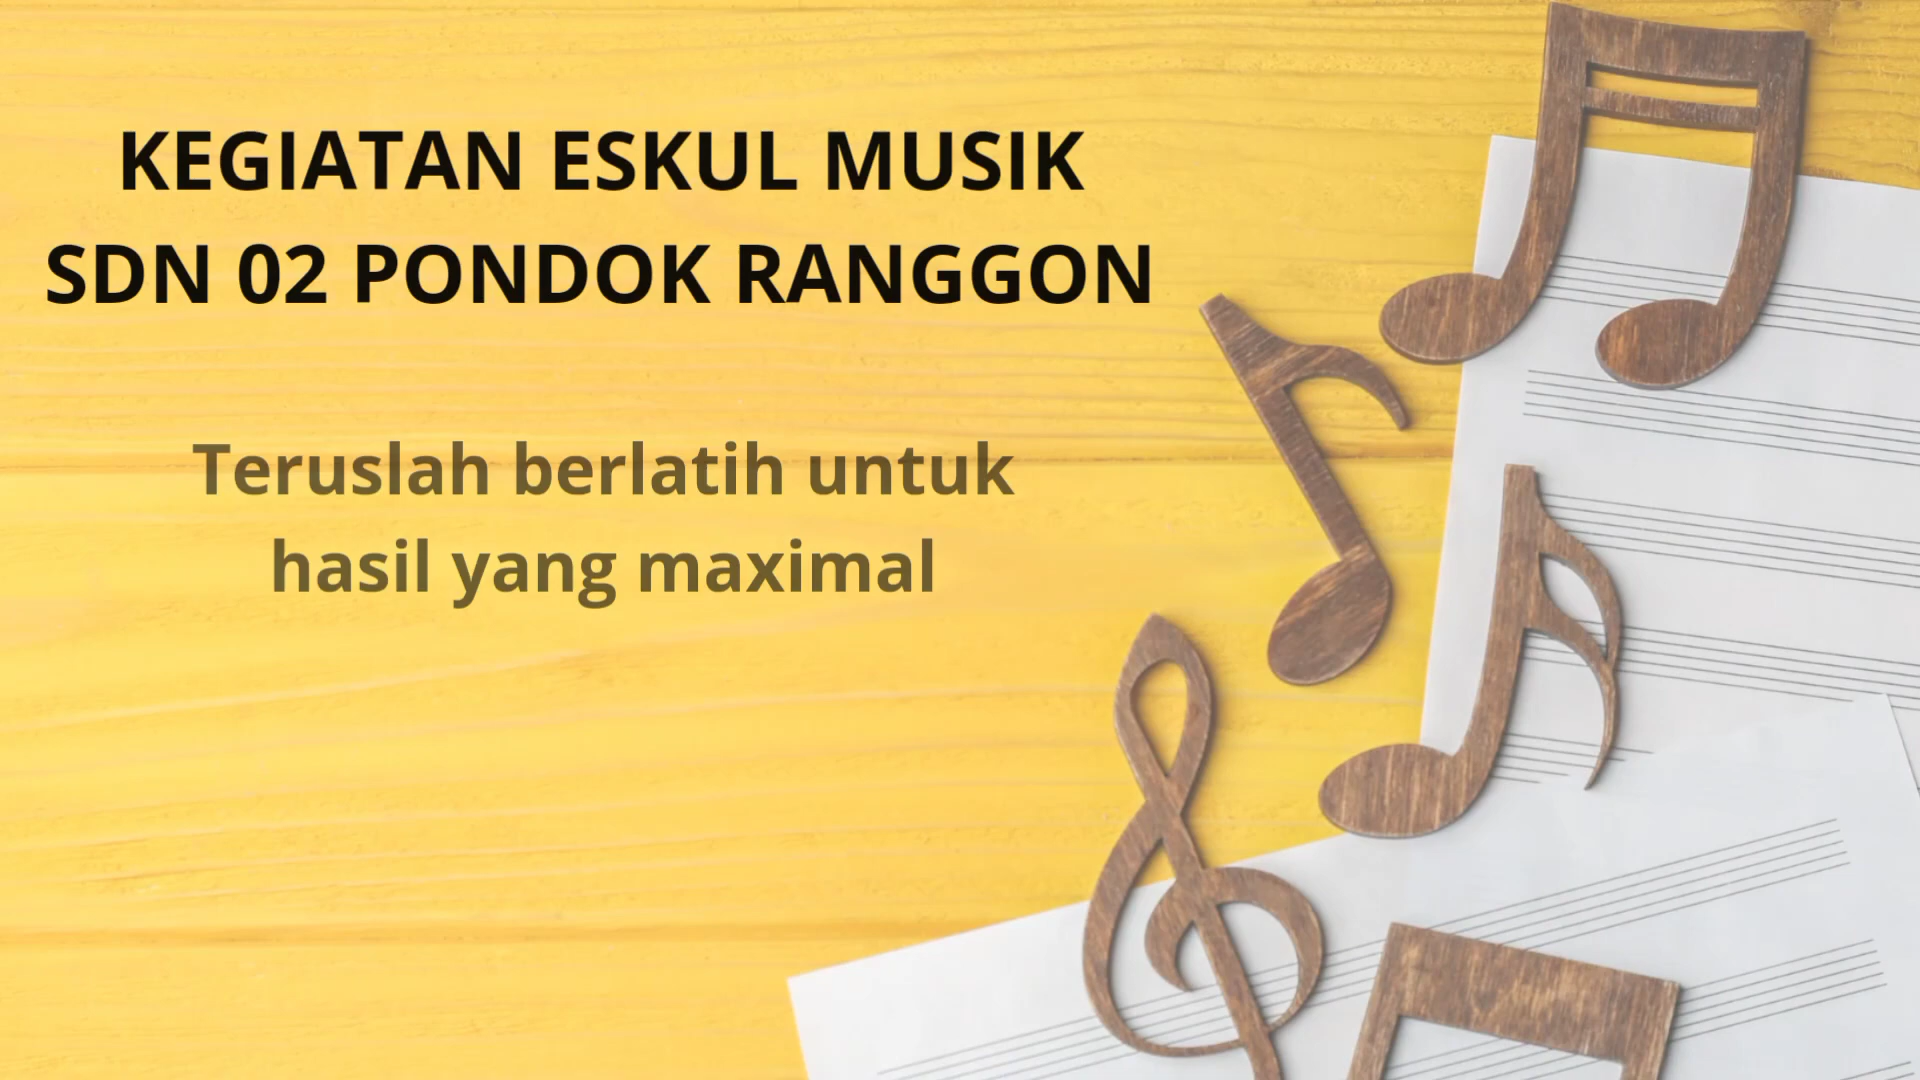 KEGIATAN ESKUL MUSIK
SDN 02 PONDOK RANGGON
Teruslah berlatih untuk
hasil yang maximal